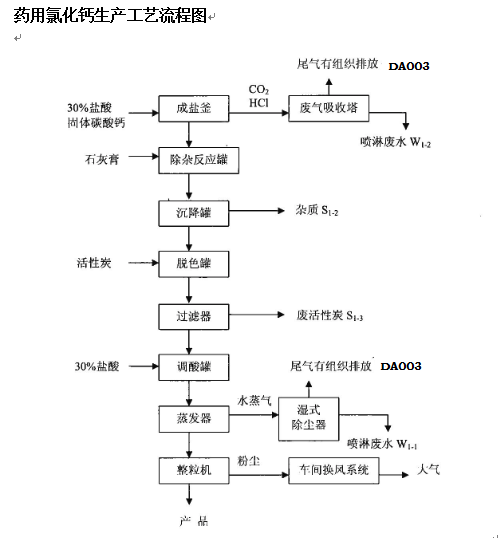 药用氯化钙生产工艺流程图
尾气有组织排放 DA003
30%盐酸
固体碳酸钙
成盐釜
CO₂
HCl
废气吸收塔
喷淋废水 W₁₋₂
石灰膏
除杂反应罐
沉降罐
杂质 S₁₋₂
活性炭
脱色罐
过滤器
废活性炭 S₁₋₃
30%盐酸
调酸罐
尾气有组织排放 DA003
蒸发器
水蒸气
湿式
除尘器
喷淋废水 W₁₋₁
整粒机
粉尘
车间换风系统
大气
产 品